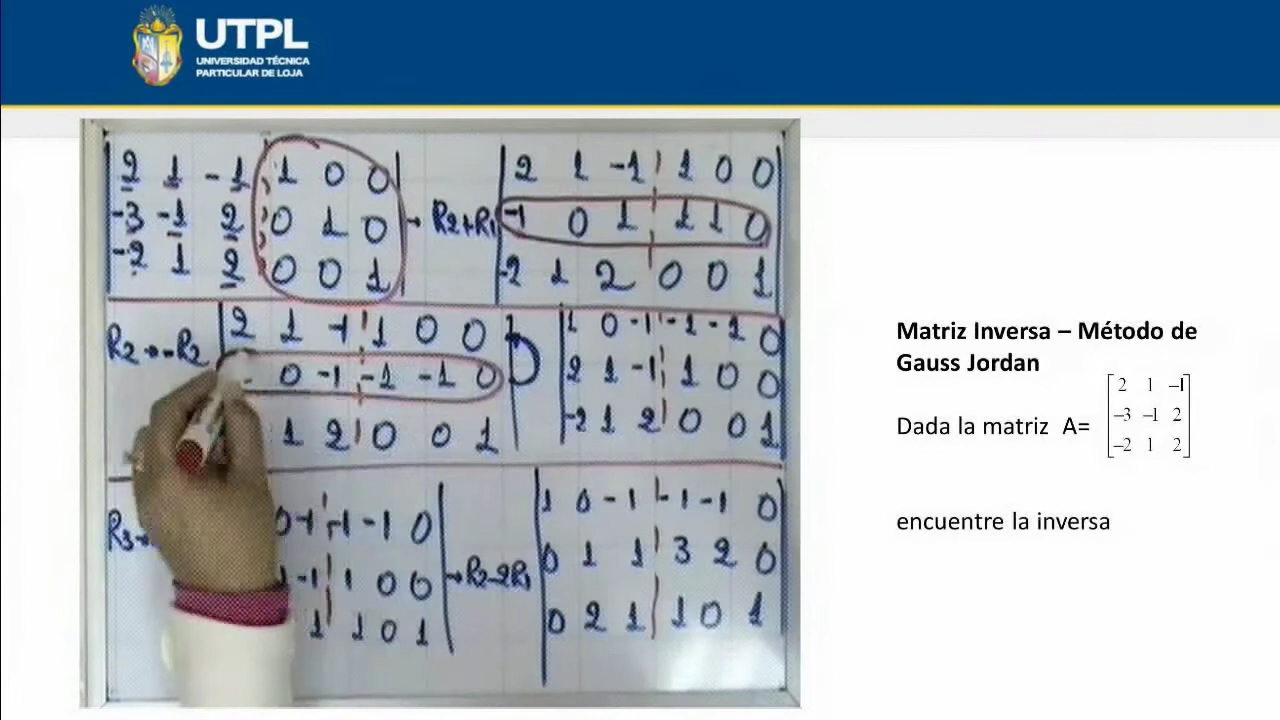 UTPL
UNIVERSIDAD TÉCNICA
PARTICULAR DE LOJA
2 1 -1 1 0 0
-3 -1 2 0 1 0
-2 1 2 0 0 1
→ R2+R1
2 1 -1 1 0 0
-1 0 1 1 1 0
-2 1 2 0 0 1
R2→-R2
2 1 -1 1 0 0
0 -1 -1 -1 0
1 2 0 0 1
1 0 -1 -1 -1 0
2 1 -1 1 0 0
-2 1 2 0 0 1
R3
0 -1 -1 -1 0
1 -1 1 0 0
1 1 0 1
→R2-2R1
1 0 -1 -1 -1 0
0 1 1 3 2 0
0 2 1 1 0 1
Matriz Inversa – Método de
Gauss Jordan
Dada la matriz A=
2 1 −1
−3 −1 2
−2 1 2
encuentre la inversa